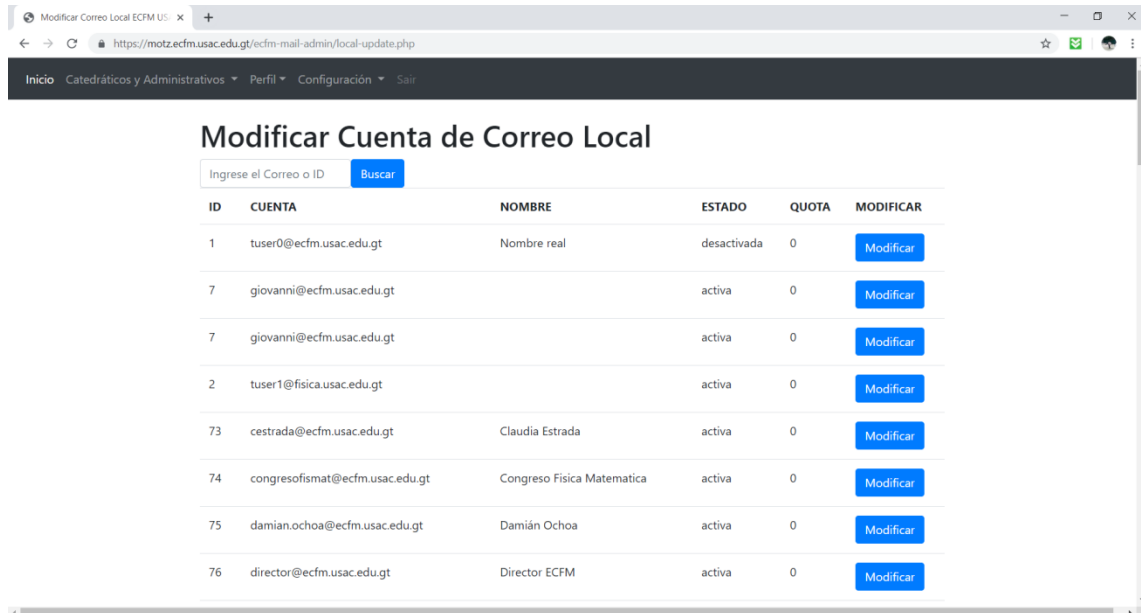 Modificar Correo Local ECFM US
https://motz.ecfm.usac.edu.gt/ecfm-mail-admin/local-update.php
Inicio Catedráticos y Administrativos Perfil Configuración Sair
Modificar Cuenta de Correo Local
Ingrese el Correo o ID Buscar
ID CUENTA NOMBRE ESTADO QUOTA MODIFICAR
1 tuser0@ecfm.usac.edu.gt Nombre real desactivada 0 Modificar
7 giovanni@ecfm.usac.edu.gt activa 0 Modificar
7 giovanni@ecfm.usac.edu.gt activa 0 Modificar
2 tuser1@fisica.usac.edu.gt activa 0 Modificar
73 cestrada@ecfm.usac.edu.gt Claudia Estrada activa 0 Modificar
74 congresofismat@ecfm.usac.edu.gt Congreso Fisica Matematica activa 0 Modificar
75 damian.ochoa@ecfm.usac.edu.gt Damián Ochoa activa 0 Modificar
76 director@ecfm.usac.edu.gt Director ECFM activa 0 Modificar